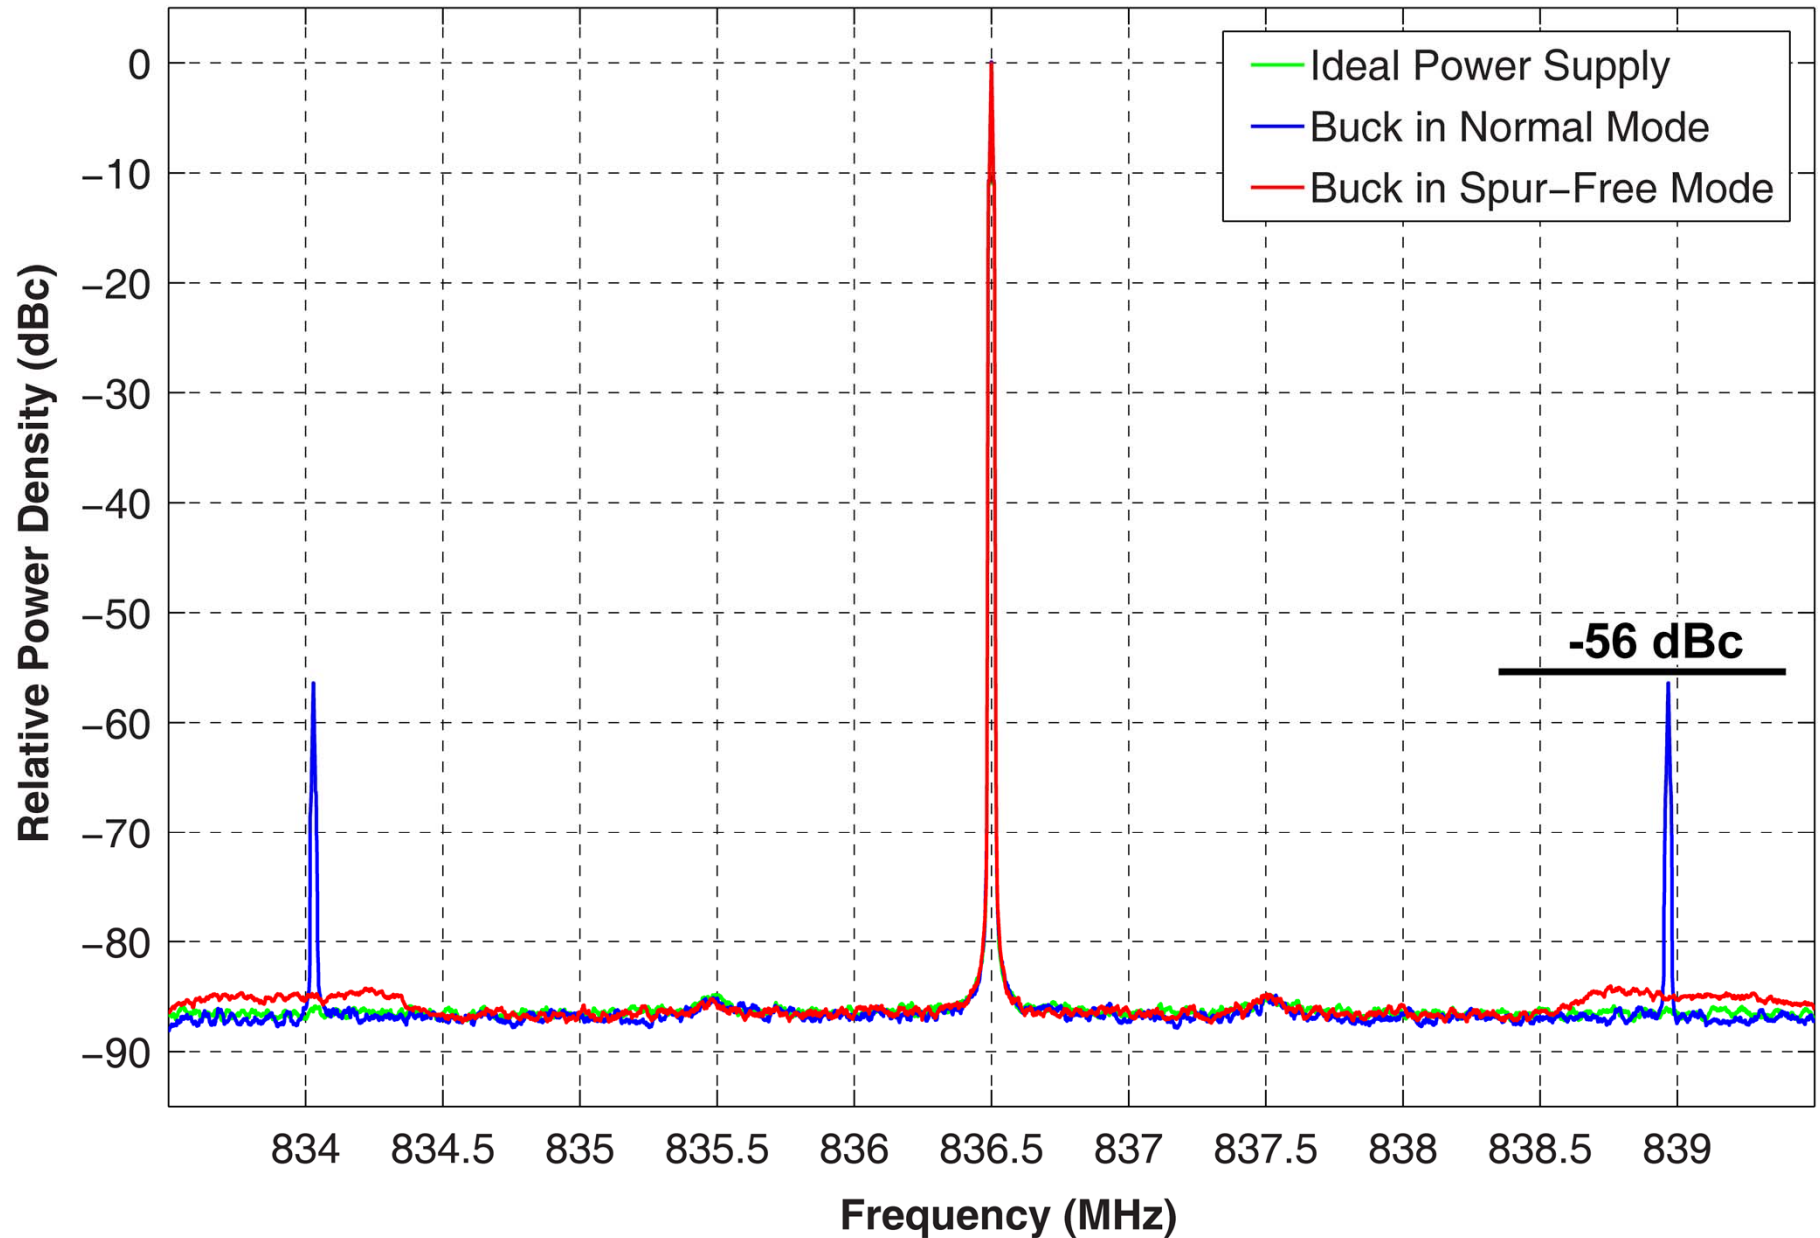 Ideal Power Supply
Buck in Normal Mode
Buck in Spur−Free Mode
-56 dBc
Relative Power Density (dBc)
0
−10
−20
−30
−40
−50
−60
−70
−80
−90
834 834.5 835 835.5 836 836.5 837 837.5 838 838.5 839
Frequency (MHz)